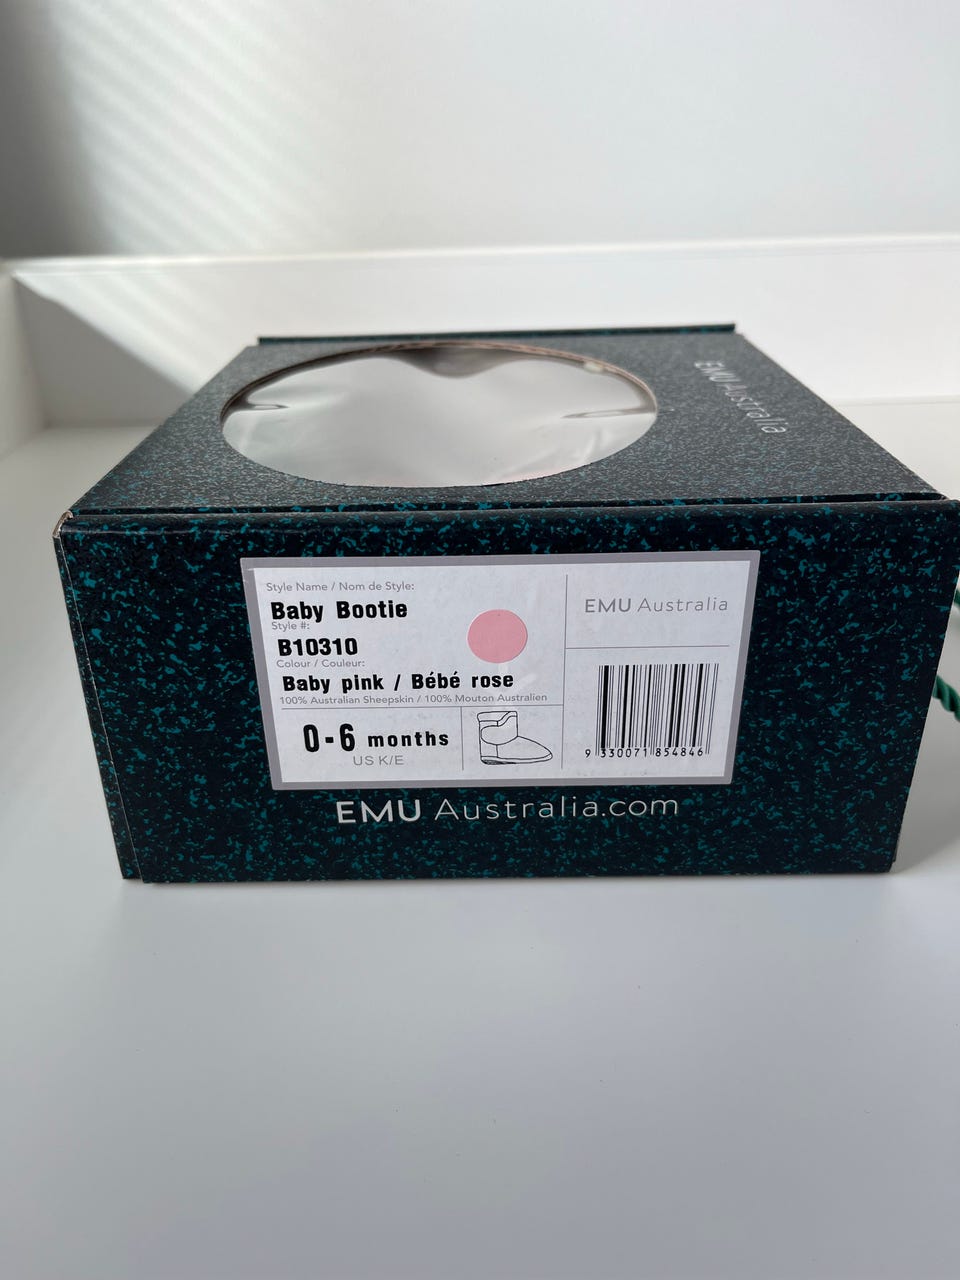 EMU Australia
Style Name / Nom de Style:
Baby Bootie
Style #:
B10310
Colour / Couleur:
Baby pink / Bébé rose
100% Australian Sheepskin / 100% Mouton Australien
0-6 months
US K/E
EMU Australia
9 330071 854846
EMU Australia.com